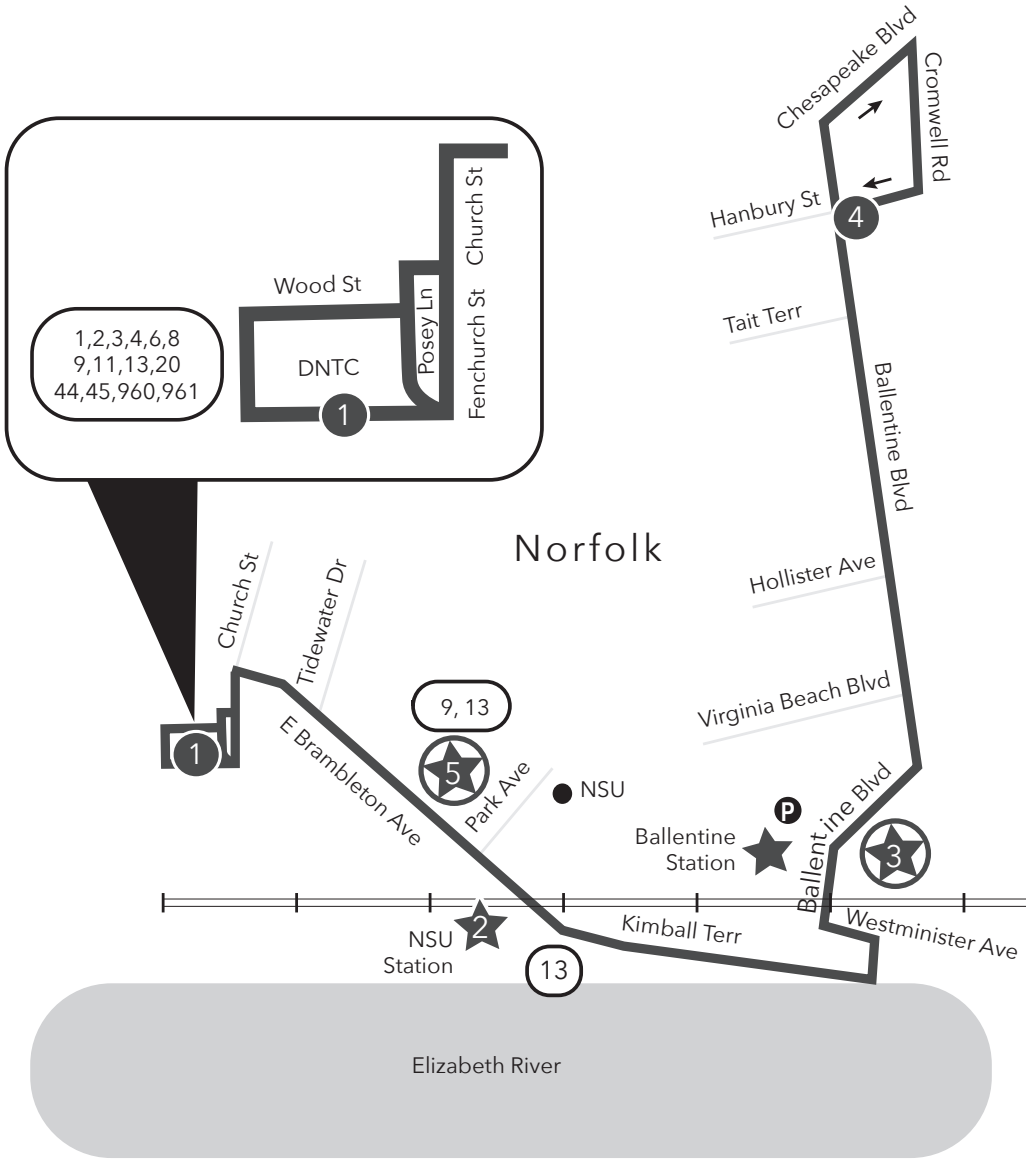 Chesapeake Blvd
Cromwell Rd
Hanbury St
4
Tait Terr
Ballentine Blvd
Church St
Wood St
Posey Ln
Fenchurch St
DNTC
1
1,2,3,4,6,8
9,11,13,20
44,45,960,961
Norfolk
Hollister Ave
Church St
Tidewater Dr
Virginia Beach Blvd
9, 13
1
E Brambleton Ave
5
Park Ave
NSU
P
Ballentine
Station
Ballentine Blvd
3
2
NSU
Station
Kimball Terr
Westminister Ave
13
Elizabeth River